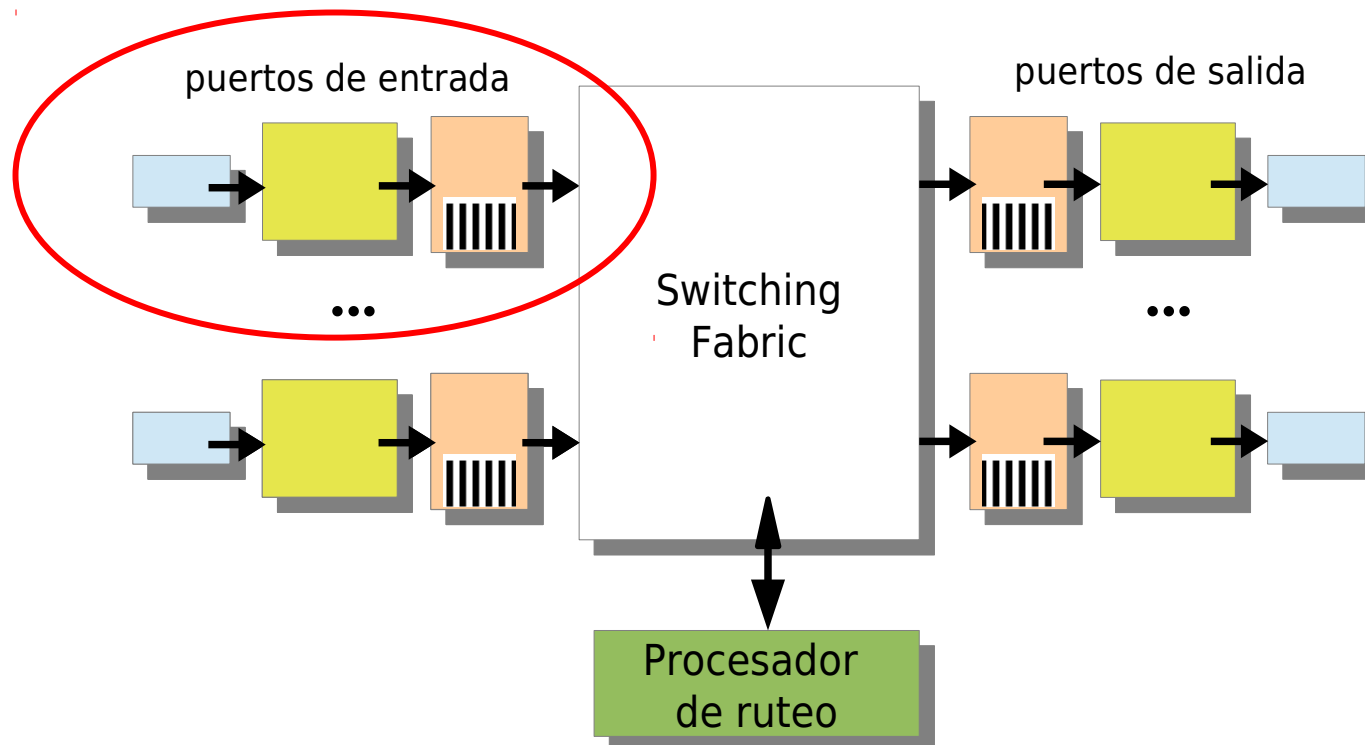 puertos de entrada
puertos de salida
...
...
Switching
Fabric
Procesador
de ruteo